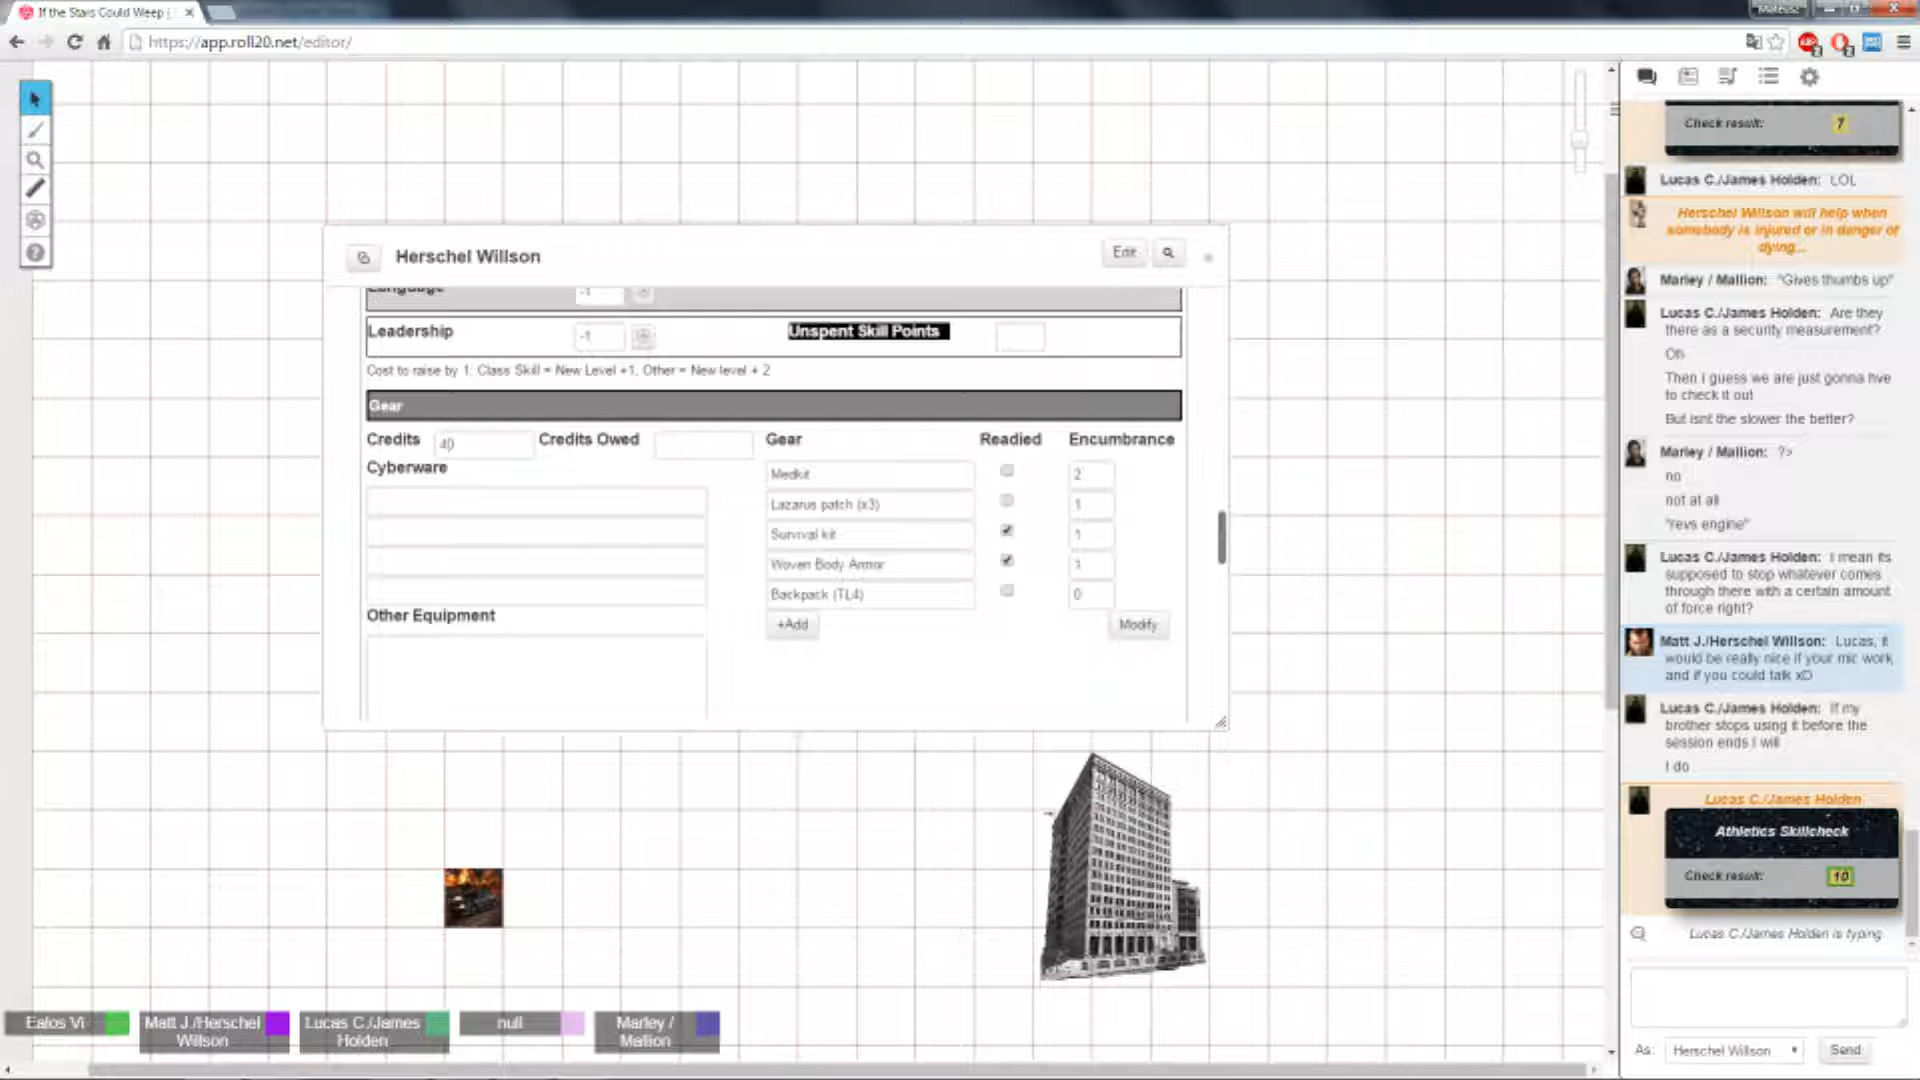 If the Stars Could Weep |
Mateusz
https://app.roll20.net/editor/
Herschel Willson
Edit
Language
-1
Leadership
-1
Unspent Skill Points
Cost to raise by 1: Class Skill = New Level +1, Other = New level + 2
Gear
Credits
40
Credits Owed
Gear
Readied
Encumbrance
Cyberware
Medkit
2
Lazarus patch (x3)
1
Survival kit
1
Woven Body Armor
1
Backpack (TL4)
0
Other Equipment
+Add
Modify
Ealos Vi
Matt J./Herschel
Willson
Lucas C./James
Holden
null
Marley /
Mallion
Check result:
7
Lucas C./James Holden: LOL
Herschel Willson will help when
somebody is injured or in danger of
dying...
Marley / Mallion: "Gives thumbs up"
Lucas C./James Holden: Are they
there as a security measurement?
Oh
Then I guess we are just gonna hve
to check it out
But isnt the slower the better?
Marley / Mallion: ?>
no
not at all
"revs engine"
Lucas C./James Holden: I mean its
supposed to stop whatever comes
through there with a certain amount
of force right?
Matt J./Herschel Willson: Lucas, it
would be really nice if your mic work
and if you could talk xD
Lucas C./James Holden: If my
brother stops using it before the
session ends I will
I do
Lucas C./James Holden
Athletics Skillcheck
Check result:
10
Lucas C./James Holden is typing
As:
Herschel Willson
Send